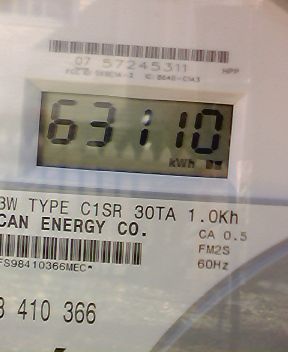 07 57245311
HPP
63110
kWh
3W TYPE C1SR 30TA 1.0Kh
CAN ENERGY CO.
CA 0.5
FM2S
60Hz
FS98410366MEC*
410 366